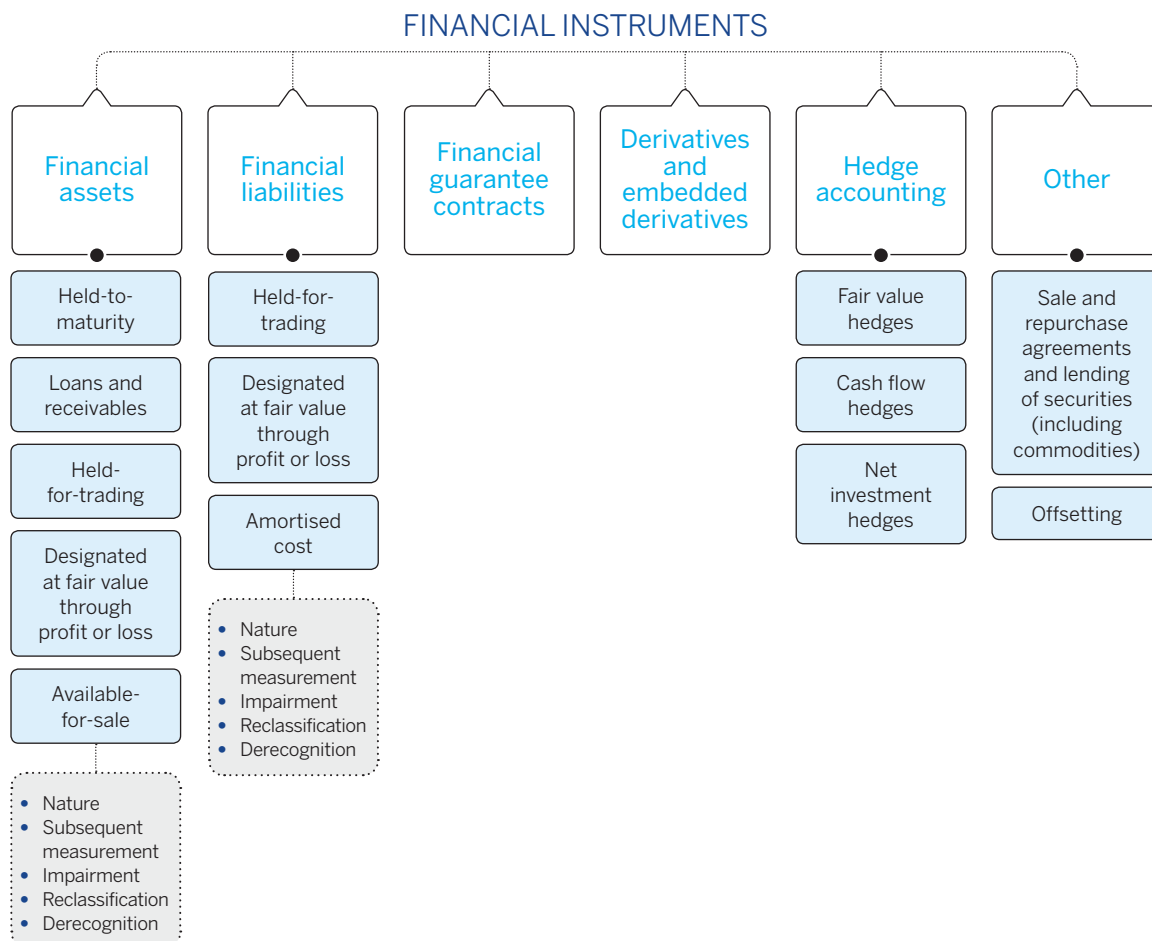 FINANCIAL INSTRUMENTS
Financial
assets
Held-to-
maturity
Loans and
receivables
Held-
for-trading
Designated
at fair value
through
profit or loss
Available-
for-sale
• Nature
• Subsequent
measurement
• Impairment
• Reclassification
• Derecognition
Financial
liabilities
Held-for-
trading
Designated
at fair value
through
profit or loss
Amortised
cost
• Nature
• Subsequent
measurement
• Impairment
• Reclassification
• Derecognition
Financial
guarantee
contracts
Derivatives
and
embedded
derivatives
Hedge
accounting
Fair value
hedges
Cash flow
hedges
Net
investment
hedges
Other
Sale and
repurchase
agreements
and lending
of securities
(including
commodities)
Offsetting